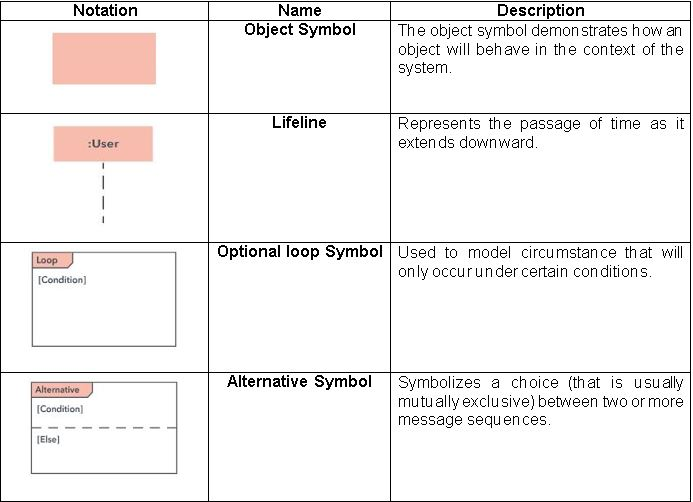 Notation
Name
Description
Object Symbol
The object symbol demonstrates how an
object will behave in the context of the
system.
:User
Lifeline
Represents the passage of time as it
extends downward.
Loop
[Condition]
Optional loop Symbol
Used to model circumstance that will
only occur under certain conditions.
Alternative
[Condition]
[Else]
Alternative Symbol
Symbolizes a choice (that is usually
mutually exclusive) between two or more
message sequences.